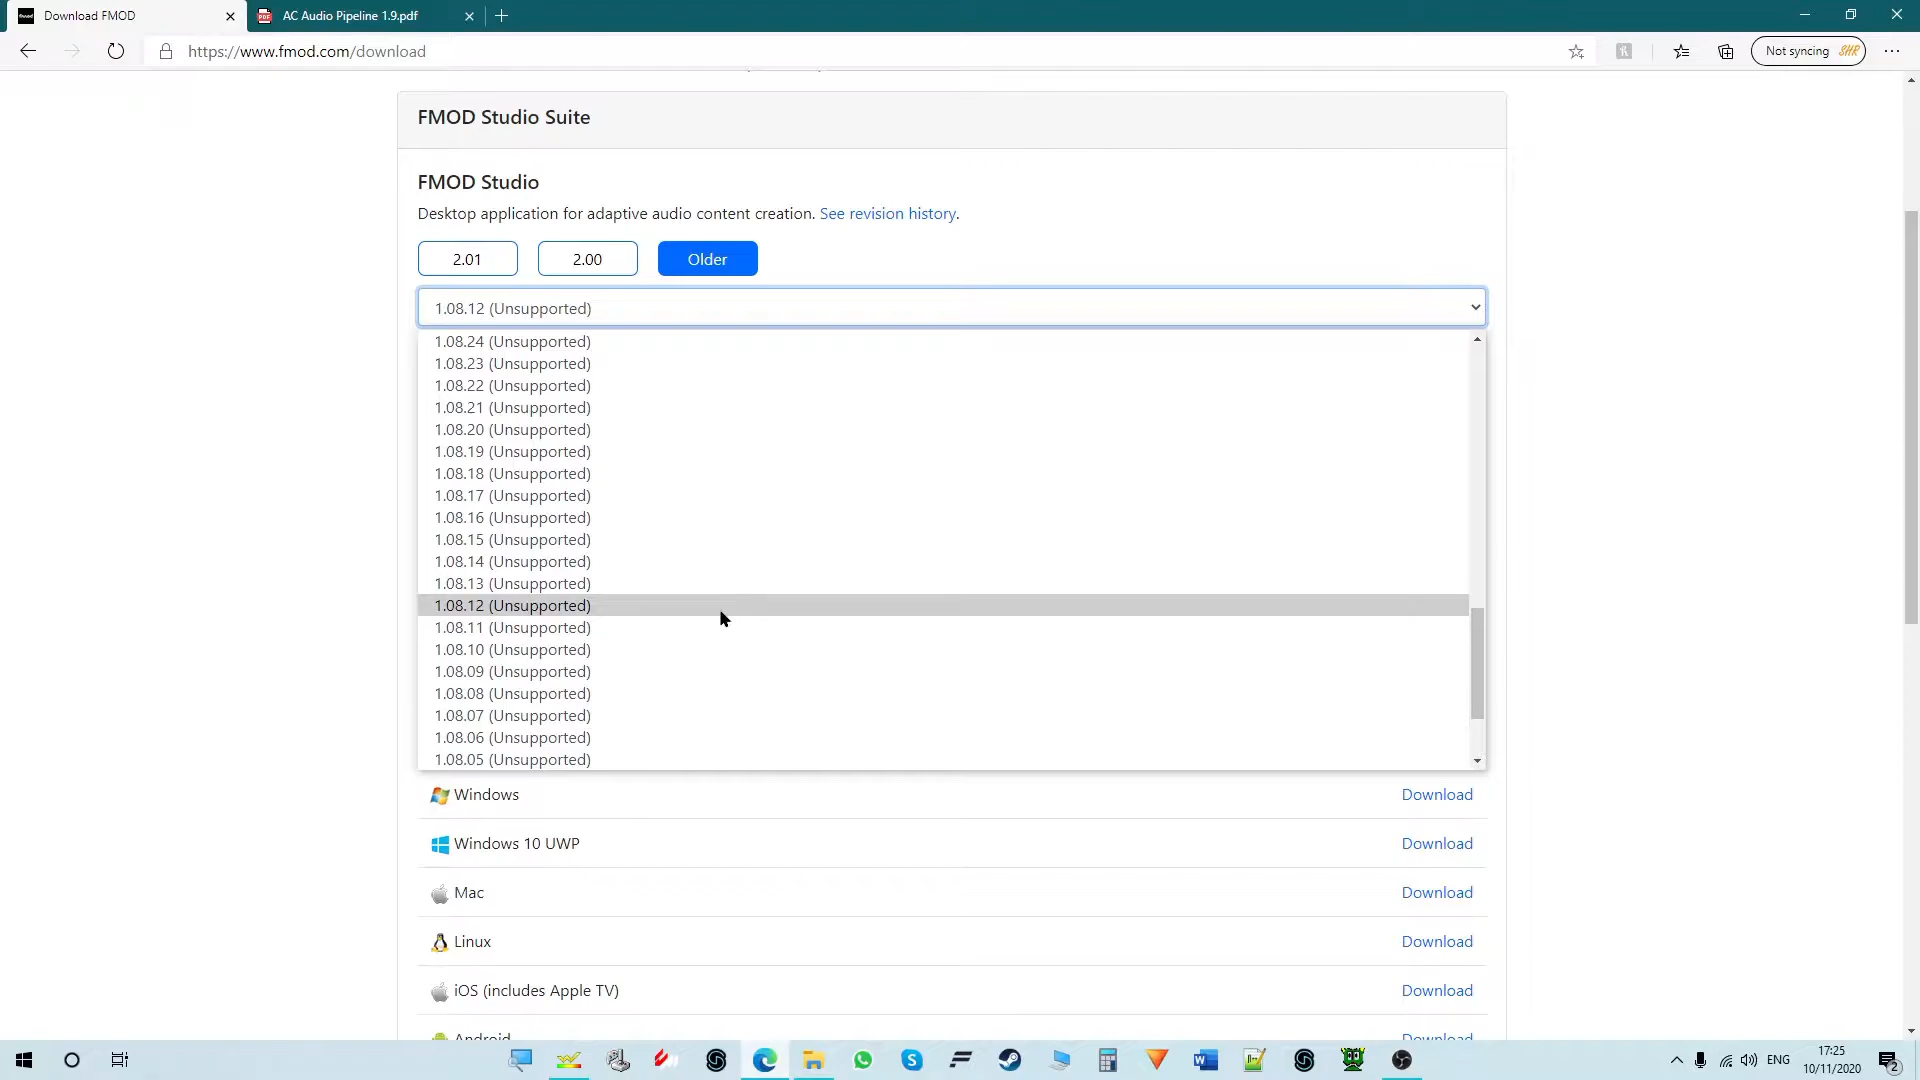 Download FMOD
AC Audio Pipeline 1.9.pdf
https://www.fmod.com/download
Not syncing
FMOD Studio Suite
FMOD Studio
Desktop application for adaptive audio content creation. See revision history.
2.01
2.00
Older
1.08.12 (Unsupported)
1.08.24 (Unsupported)
1.08.23 (Unsupported)
1.08.22 (Unsupported)
1.08.21 (Unsupported)
1.08.20 (Unsupported)
1.08.19 (Unsupported)
1.08.18 (Unsupported)
1.08.17 (Unsupported)
1.08.16 (Unsupported)
1.08.15 (Unsupported)
1.08.14 (Unsupported)
1.08.13 (Unsupported)
1.08.12 (Unsupported)
1.08.11 (Unsupported)
1.08.10 (Unsupported)
1.08.09 (Unsupported)
1.08.08 (Unsupported)
1.08.07 (Unsupported)
1.08.06 (Unsupported)
1.08.05 (Unsupported)
Windows Download
Windows 10 UWP Download
Mac Download
Linux Download
iOS (includes Apple TV) Download
Android Download
ENG
17:25
10/11/2020
2